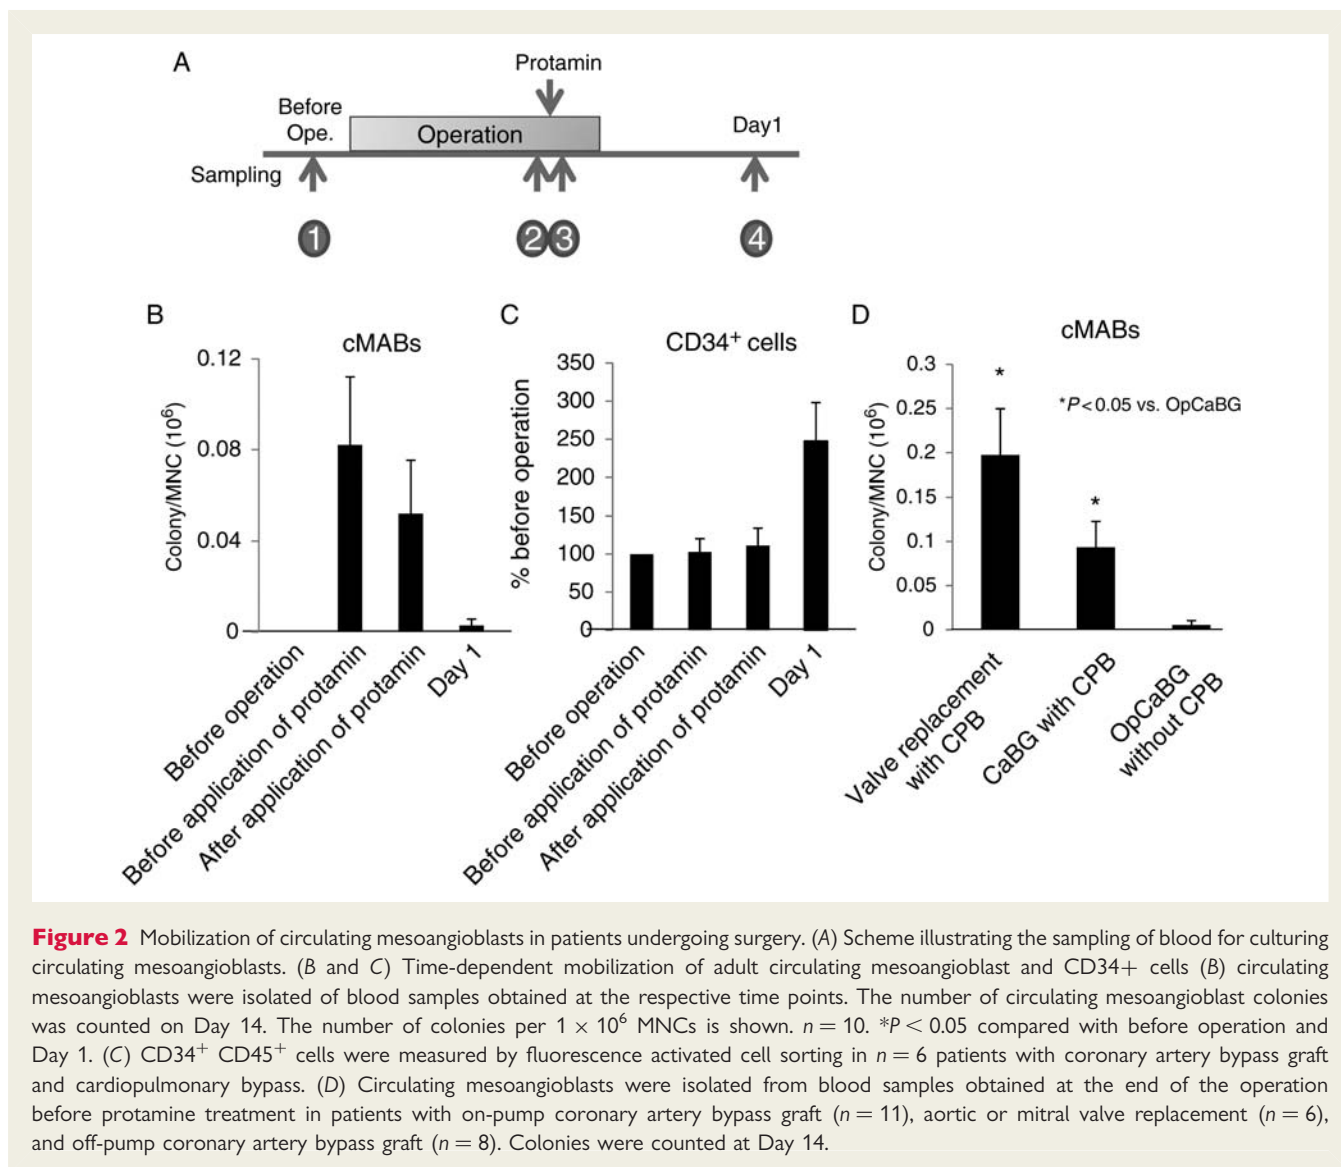 A
Protamin
Before
Ope.
Operation
Day1
Sampling
1
2
3
4
B
cMABs
0.12
0.08
0.04
0
Colony/MNC (10⁶)
Before operation
Before application of protamin
After application of protamin
Day 1
C
CD34⁺ cells
350
300
250
200
150
100
50
0
% before operation
Before operation
Before application of protamin
After application of protamin
Day 1
D
cMABs
0.3
0.25
0.2
0.15
0.1
0.05
0
Colony/MNC (10⁶)
*
*
*P<0.05 vs. OpCaBG
Valve replacement
with CPB
CaBG with CPB
OpCaBG
without CPB
Figure 2 Mobilization of circulating mesoangioblasts in patients undergoing surgery. (A) Scheme illustrating the sampling of blood for culturing
circulating mesoangioblasts. (B and C) Time-dependent mobilization of adult circulating mesoangioblast and CD34+ cells (B) circulating
mesoangioblasts were isolated of blood samples obtained at the respective time points. The number of circulating mesoangioblast colonies
was counted on Day 14. The number of colonies per 1 × 10⁶ MNCs is shown. n = 10. *P < 0.05 compared with before operation and
Day 1. (C) CD34⁺ CD45⁺ cells were measured by fluorescence activated cell sorting in n = 6 patients with coronary artery bypass graft
and cardiopulmonary bypass. (D) Circulating mesoangioblasts were isolated from blood samples obtained at the end of the operation
before protamine treatment in patients with on-pump coronary artery bypass graft (n = 11), aortic or mitral valve replacement (n = 6),
and off-pump coronary artery bypass graft (n = 8). Colonies were counted at Day 14.